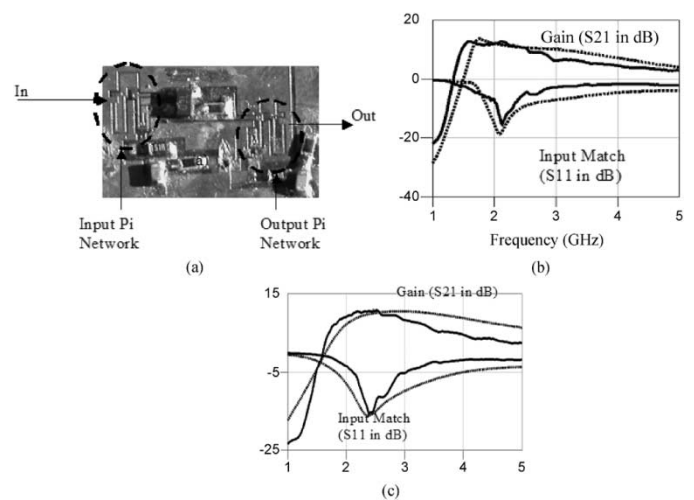 In
Out
Input Pi
Network
Output Pi
Network
(a)
20
0
-20
-40
Gain (S21 in dB)
Input Match
(S11 in dB)
1
2
3
4
5
Frequency (GHz)
(b)
15
-5
-25
Gain (S21 in dB)
Input Match
(S11 in dB)
1
2
3
4
5
(c)